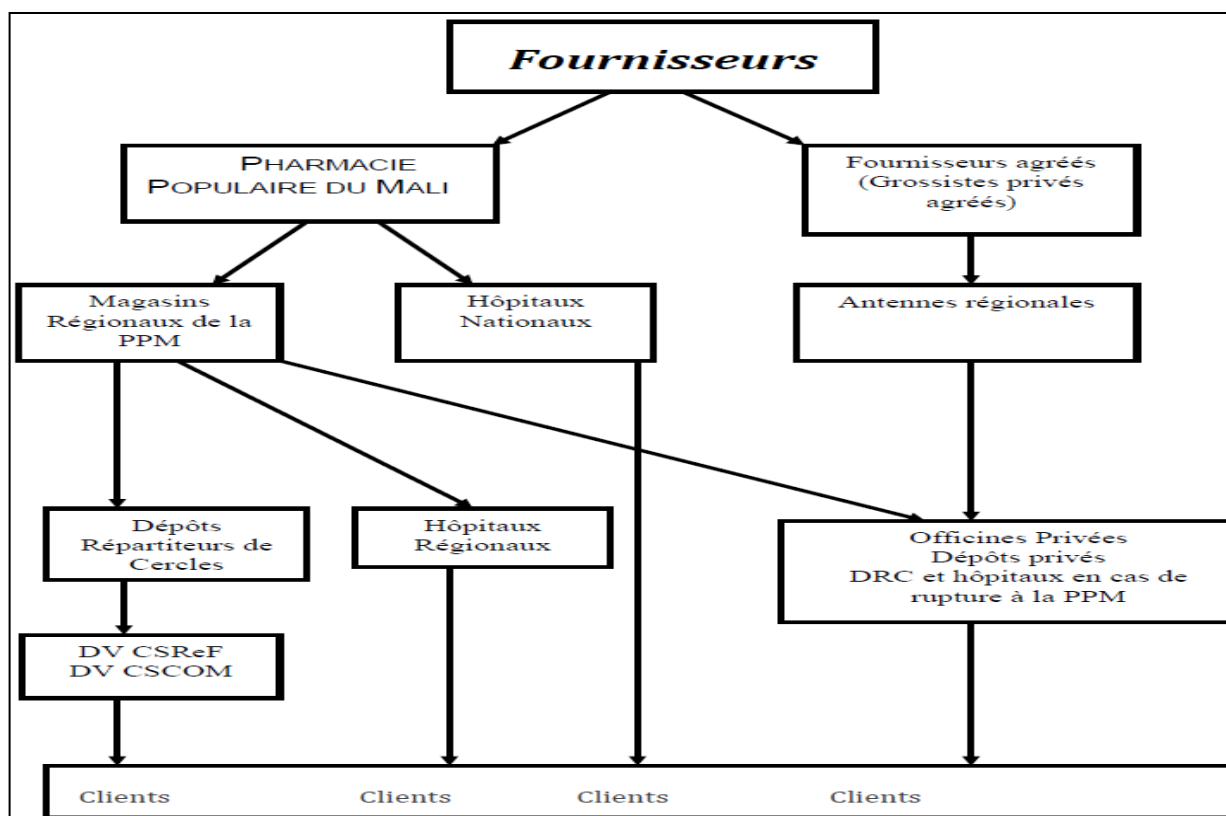 Fournisseurs
PHARMACIE
POPULAIRE DU MALI
Fournisseurs agréés
(Grossistes privés
agréés)
Magasins
Régionaux de la
PPM
Hôpitaux
Nationaux
Antennes régionales
Dépôts
Répartiteurs de
Cercles
Hôpitaux
Régionaux
Officines Privées
Dépôts privés
DRC et hôpitaux en cas de
rupture à la PPM
DV CSReF
DV CSCOM
Clients Clients Clients Clients